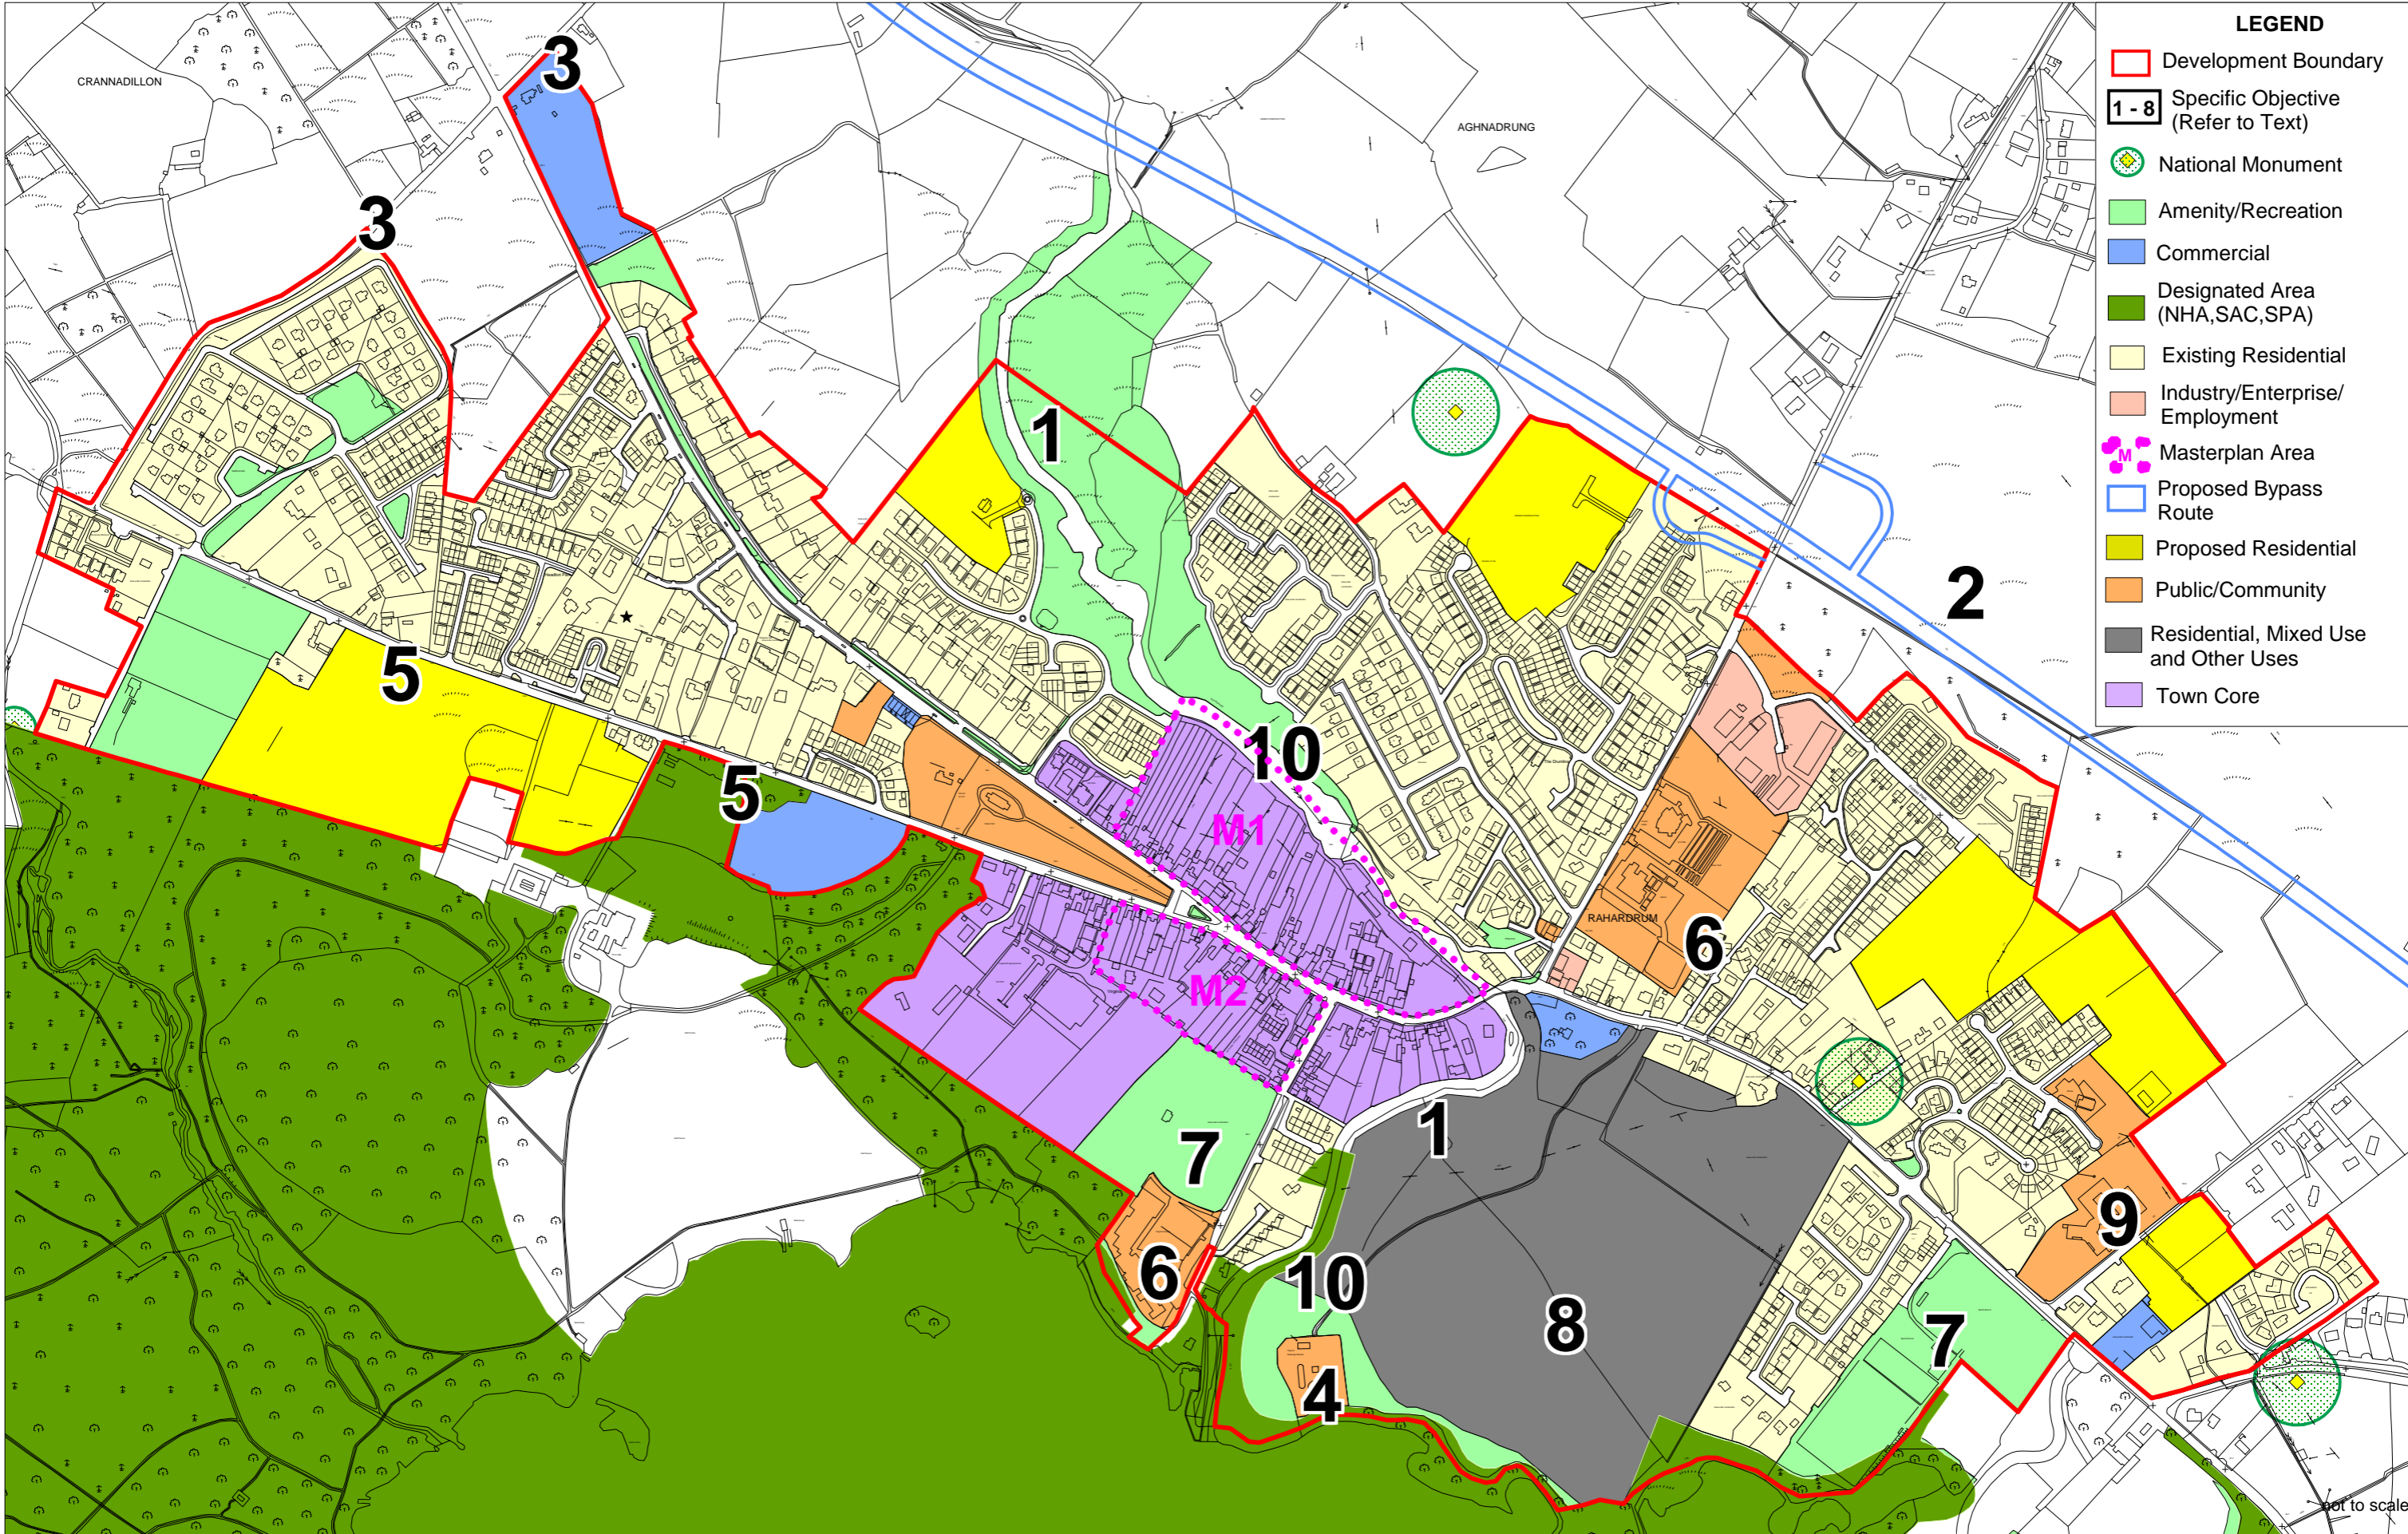 LEGEND
Development Boundary
1 - 8
Specific Objective
(Refer to Text)
National Monument
Amenity/Recreation
Commercial
Designated Area
(NHA,SAC,SPA)
Existing Residential
Industry/Enterprise/
Employment
M
Masterplan Area
Proposed Bypass
Route
Proposed Residential
Public/Community
Residential, Mixed Use
and Other Uses
Town Core
CRANNADILLON
3
AGHNADRUNG
3
1
2
5
10
5
M1
RAHARDRUM
6
M2
1
7
9
6
10
8
7
4
not to scale